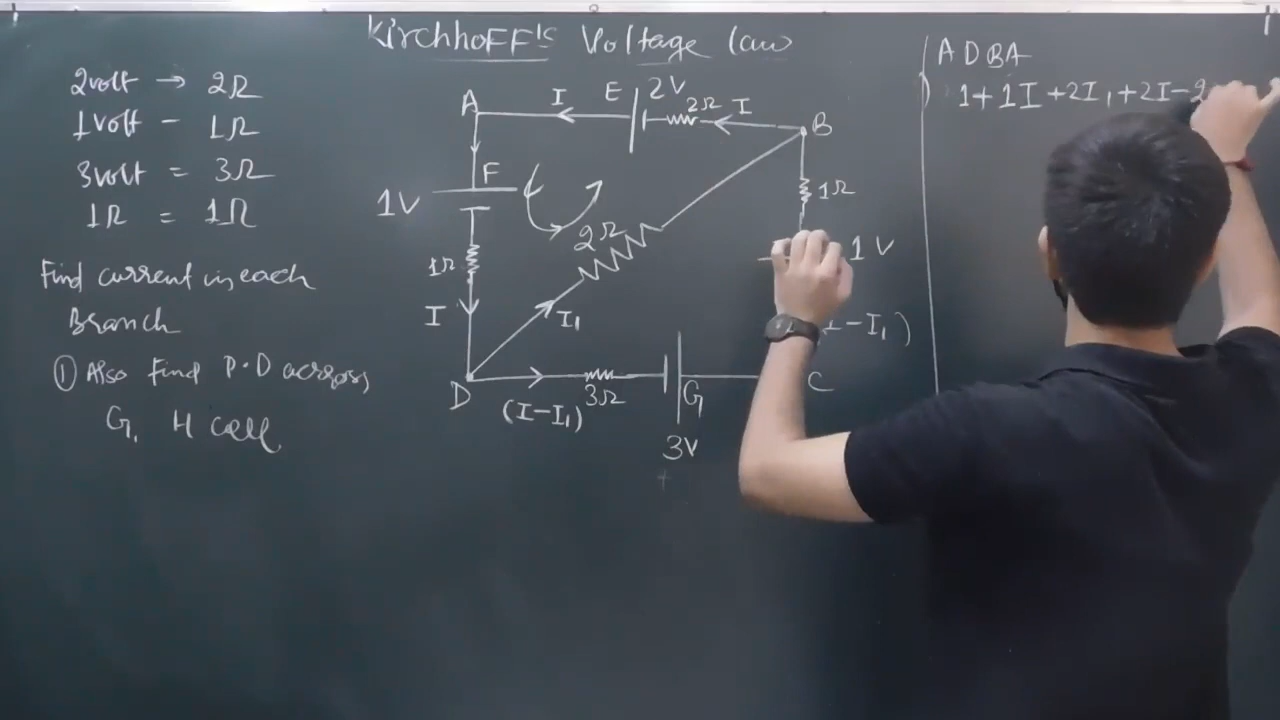 Kirchhoff's Voltage law
2volt → 2Ω
1volt - 1Ω
3volt = 3Ω
1Ω = 1Ω
Find current in each
Branch
① Also find P.D across
G, H cell
A
I
E
2V
2Ω
I
B
F
1V
1Ω
I
2Ω
I₁
1Ω
1V
-I₁)
D
(I-I₁)
3Ω
G
3V
C
ADBA
) 1+1I+2I₁+2I-2